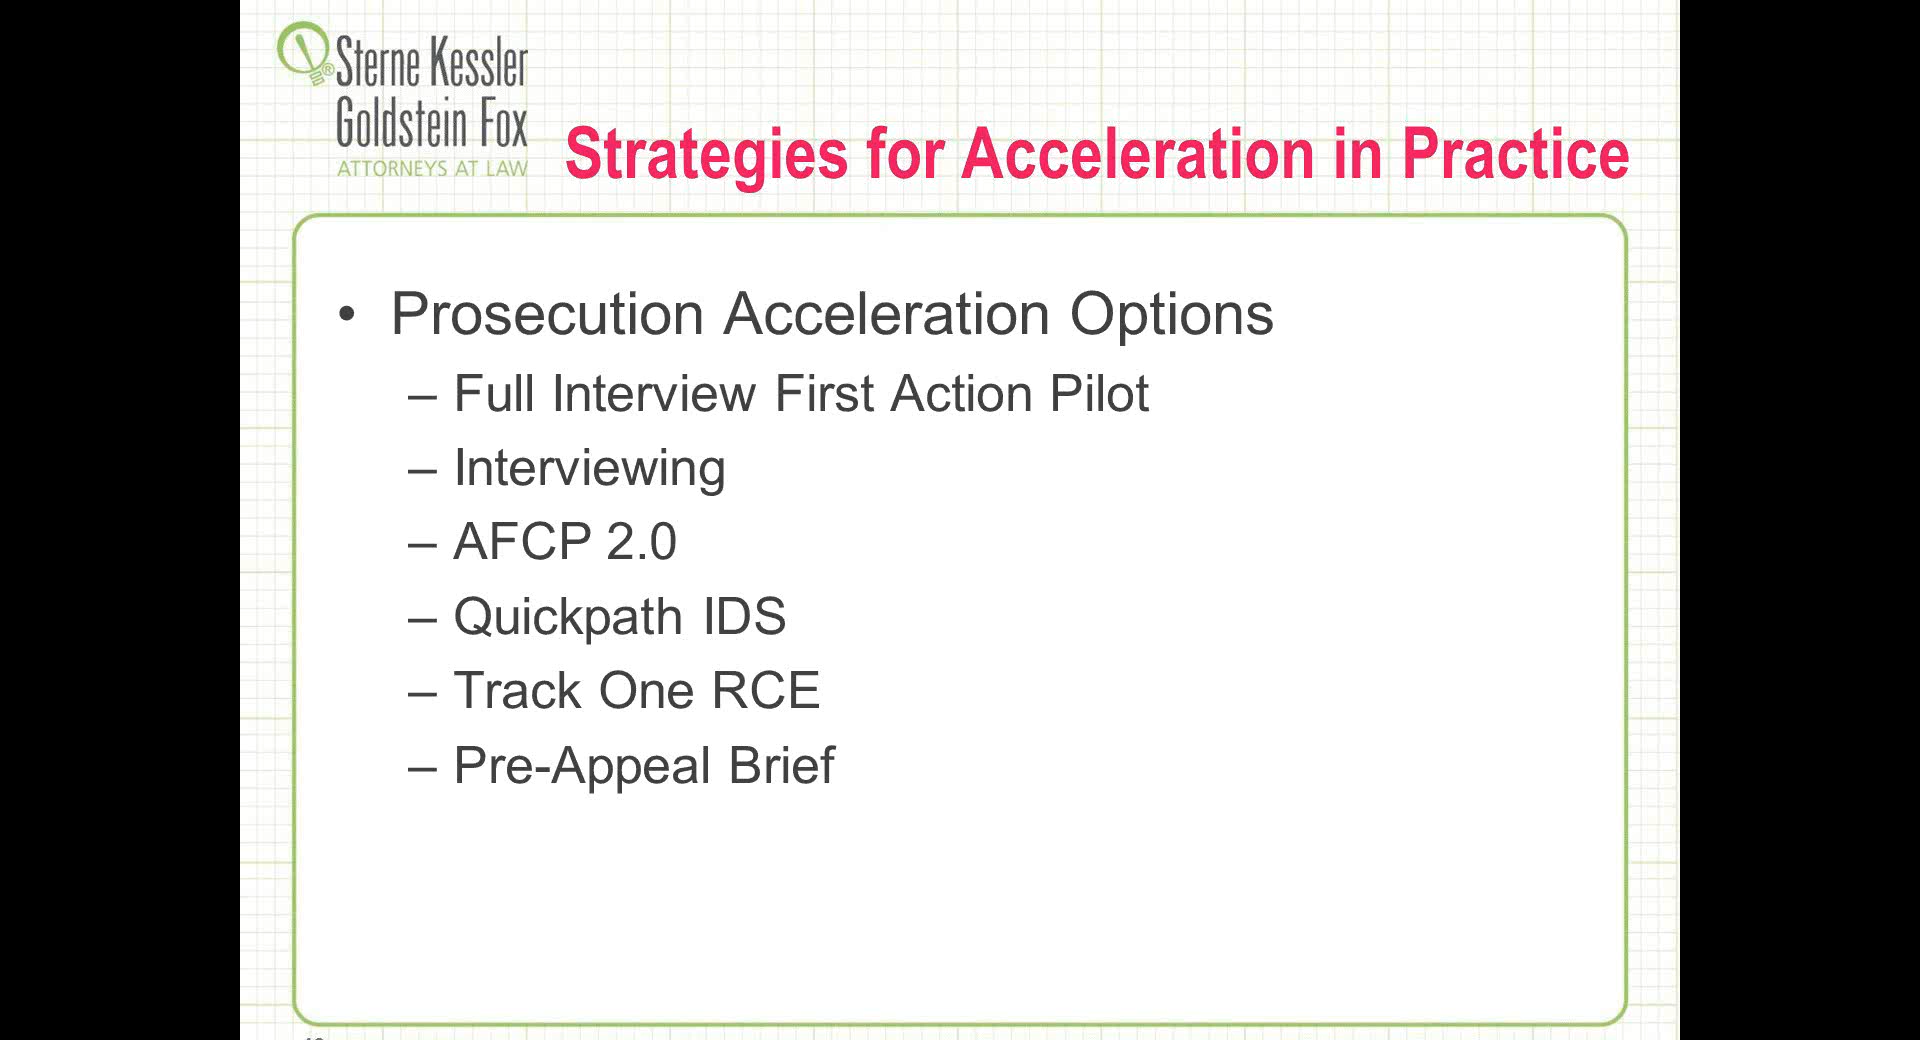 Sterne Kessler
Goldstein Fox
ATTORNEYS AT LAW
Strategies for Acceleration in Practice
• Prosecution Acceleration Options
– Full Interview First Action Pilot
– Interviewing
– AFCP 2.0
– Quickpath IDS
– Track One RCE
– Pre-Appeal Brief